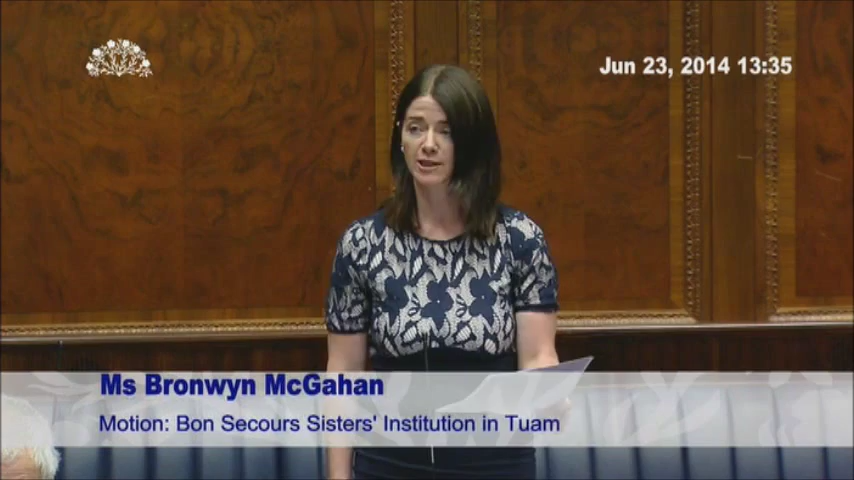 Jun 23, 2014 13:35
Ms Bronwyn McGahan
Motion: Bon Secours Sisters' Institution in Tuam